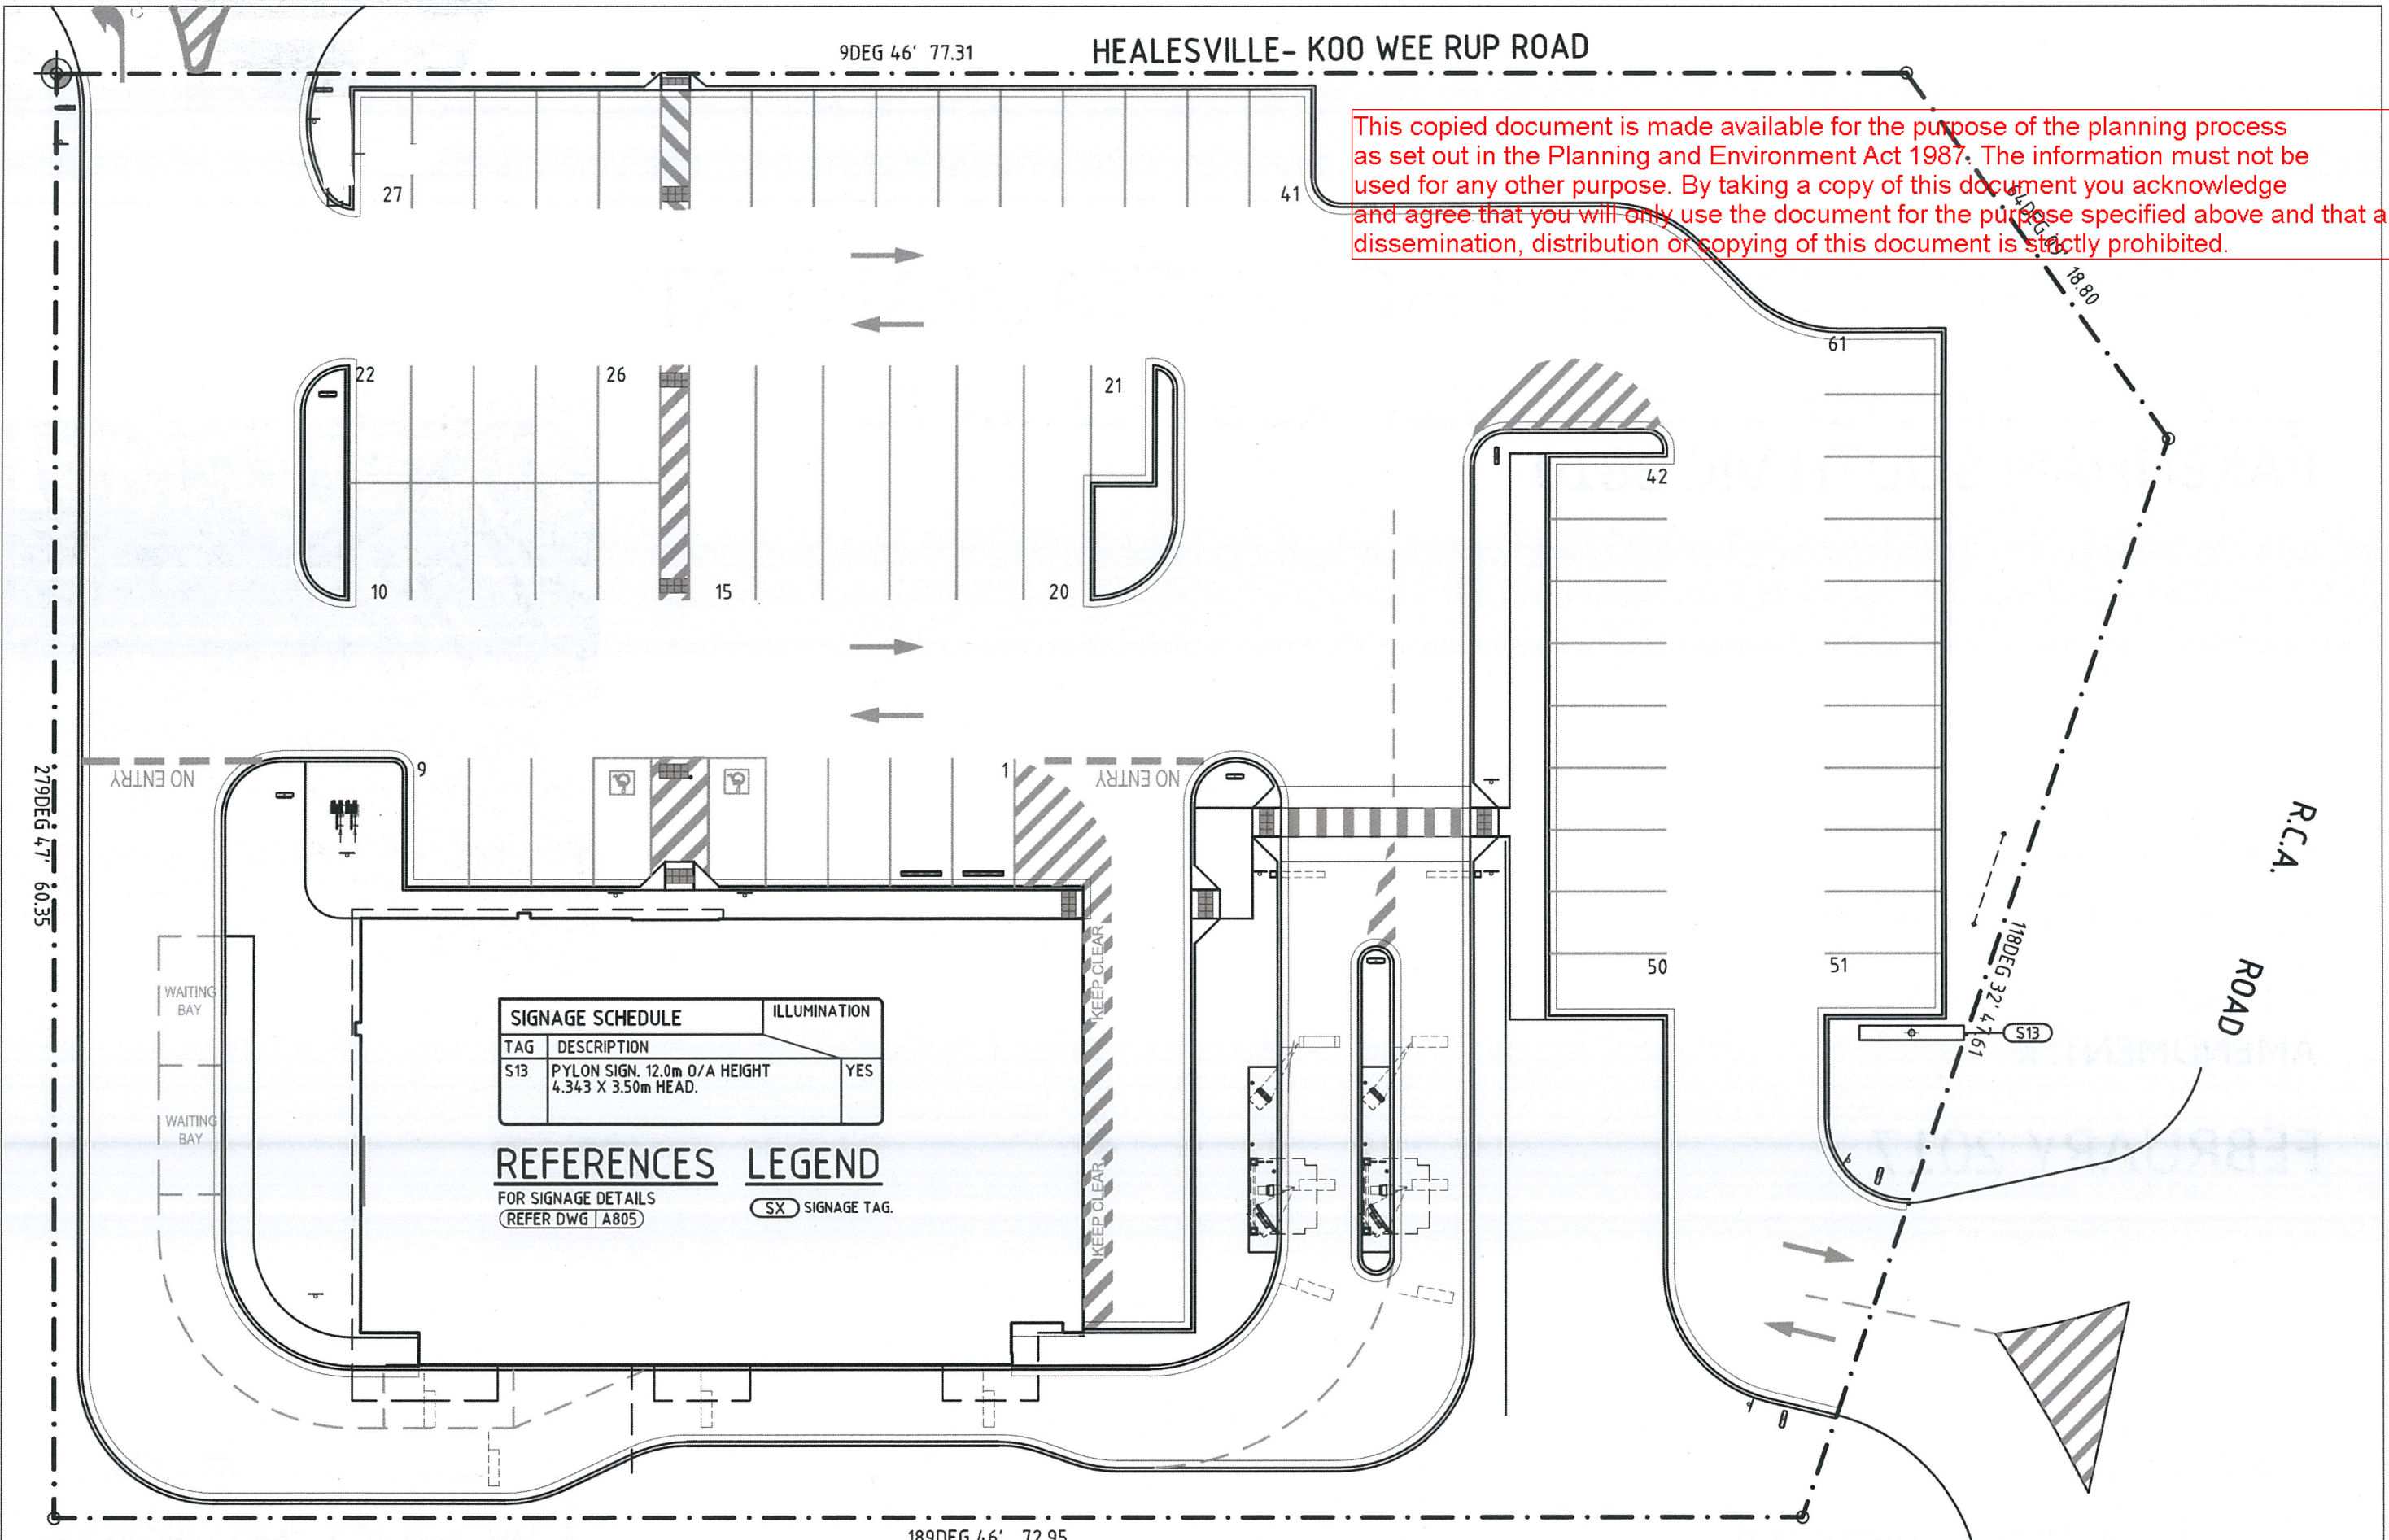 9DEG 46' 77.31
HEALESVILLE- KOO WEE RUP ROAD
This copied document is made available for the purpose of the planning process
as set out in the Planning and Environment Act 1987. The information must not be
used for any other purpose. By taking a copy of this document you acknowledge
and agree that you will only use the document for the purpose specified above and that a
dissemination, distribution or copying of this document is strictly prohibited.
18.80
27
41
61
22
26
21
42
10
15
20
NO ENTRY
9
1
NO ENTRY
279DEG 47' 60.35
R.C.A.
ROAD
50
51
118DEG 32' 47.61
S13
WAITING
BAY
WAITING
BAY
KEEP CLEAR
KEEP CLEAR
SIGNAGE SCHEDULE
ILLUMINATION
TAG DESCRIPTION
S13 PYLON SIGN. 12.0m O/A HEIGHT YES
4.343 X 3.50m HEAD.
REFERENCES
FOR SIGNAGE DETAILS
REFER DWG A805
LEGEND
SX SIGNAGE TAG.
189DEG 46' 72.95